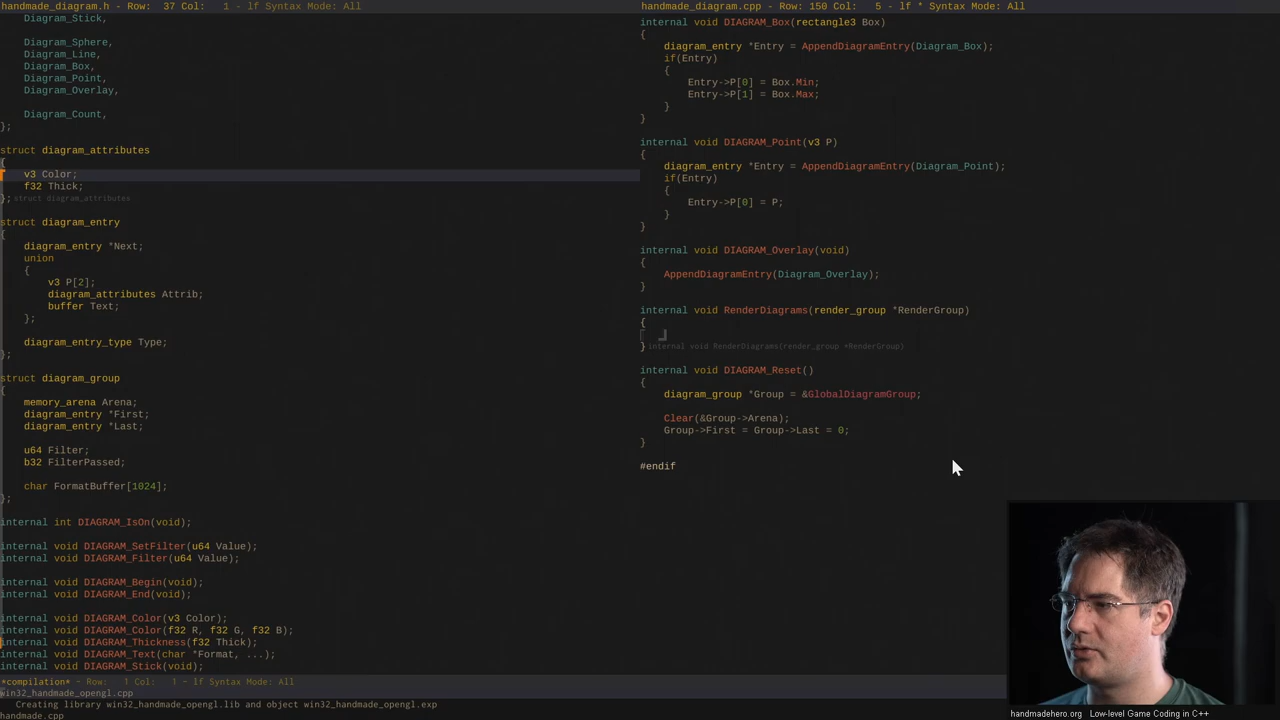 handmade_diagram.h - Row: 37 Col: 1 - lf Syntax Mode: All
Diagram_Stick,
Diagram_Sphere,
Diagram_Line,
Diagram_Box,
Diagram_Point,
Diagram_Overlay,
Diagram_Count,
};
struct diagram_attributes
{
v3 Color;
f32 Thick;
}; struct diagram_attributes
struct diagram_entry
{
diagram_entry *Next;
union
{
v3 P[2];
diagram_attributes Attrib;
buffer Text;
};
diagram_entry_type Type;
};
struct diagram_group
{
memory_arena Arena;
diagram_entry *First;
diagram_entry *Last;
u64 Filter;
b32 FilterPassed;
char FormatBuffer[1024];
};
internal int DIAGRAM_IsOn(void);
internal void DIAGRAM_SetFilter(u64 Value);
internal void DIAGRAM_Filter(u64 Value);
internal void DIAGRAM_Begin(void);
internal void DIAGRAM_End(void);
internal void DIAGRAM_Color(v3 Color);
internal void DIAGRAM_Color(f32 R, f32 G, f32 B);
internal void DIAGRAM_Thickness(f32 Thick);
internal void DIAGRAM_Text(char *Format, ...);
internal void DIAGRAM_Stick(void);
handmade_diagram.cpp - Row: 150 Col: 5 - lf * Syntax Mode: All
internal void DIAGRAM_Box(rectangle3 Box)
{
diagram_entry *Entry = AppendDiagramEntry(Diagram_Box);
if(Entry)
{
Entry->P[0] = Box.Min;
Entry->P[1] = Box.Max;
}
}
internal void DIAGRAM_Point(v3 P)
{
diagram_entry *Entry = AppendDiagramEntry(Diagram_Point);
if(Entry)
{
Entry->P[0] = P;
}
}
internal void DIAGRAM_Overlay(void)
{
AppendDiagramEntry(Diagram_Overlay);
}
internal void RenderDiagrams(render_group *RenderGroup)
{
} internal void RenderDiagrams(render_group *RenderGroup)
internal void DIAGRAM_Reset()
{
diagram_group *Group = &GlobalDiagramGroup;
Clear(&Group->Arena);
Group->First = Group->Last = 0;
}
#endif
*compilation* - Row: 1 Col: 1 - lf Syntax Mode: All
win32_handmade_opengl.cpp
Creating library win32_handmade_opengl.lib and object win32_handmade_opengl.exp
handmade.cpp
handmadehero.org Low-level Game Coding in C++